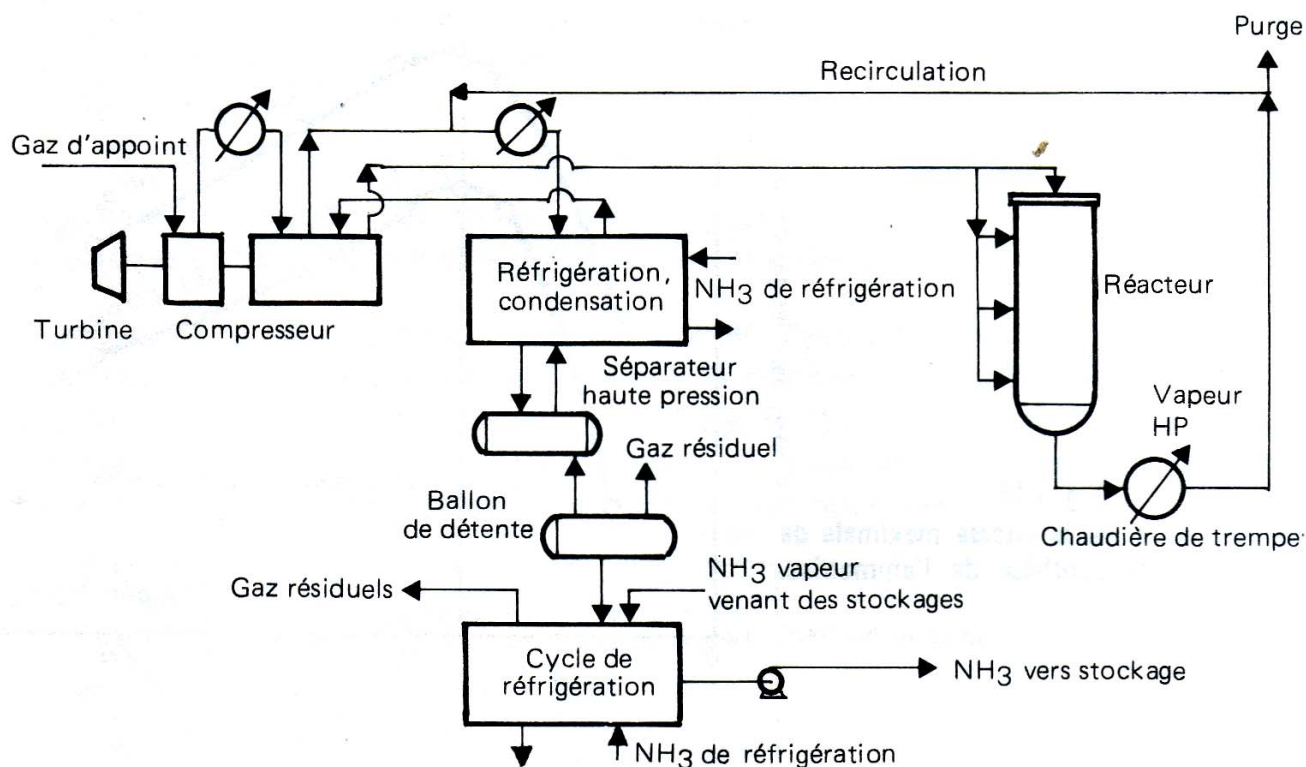 Purge
Recirculation
Gaz d'appoint
Réfrigération,
condensation
NH3 de réfrigération
Réacteur
Turbine
Compresseur
Séparateur
haute pression
Vapeur
HP
Gaz résiduel
Ballon
de détente
Chaudière de trempe
NH3 vapeur
venant des stockages
Gaz résiduels
Cycle de
réfrigération
NH3 vers stockage
NH3 de réfrigération